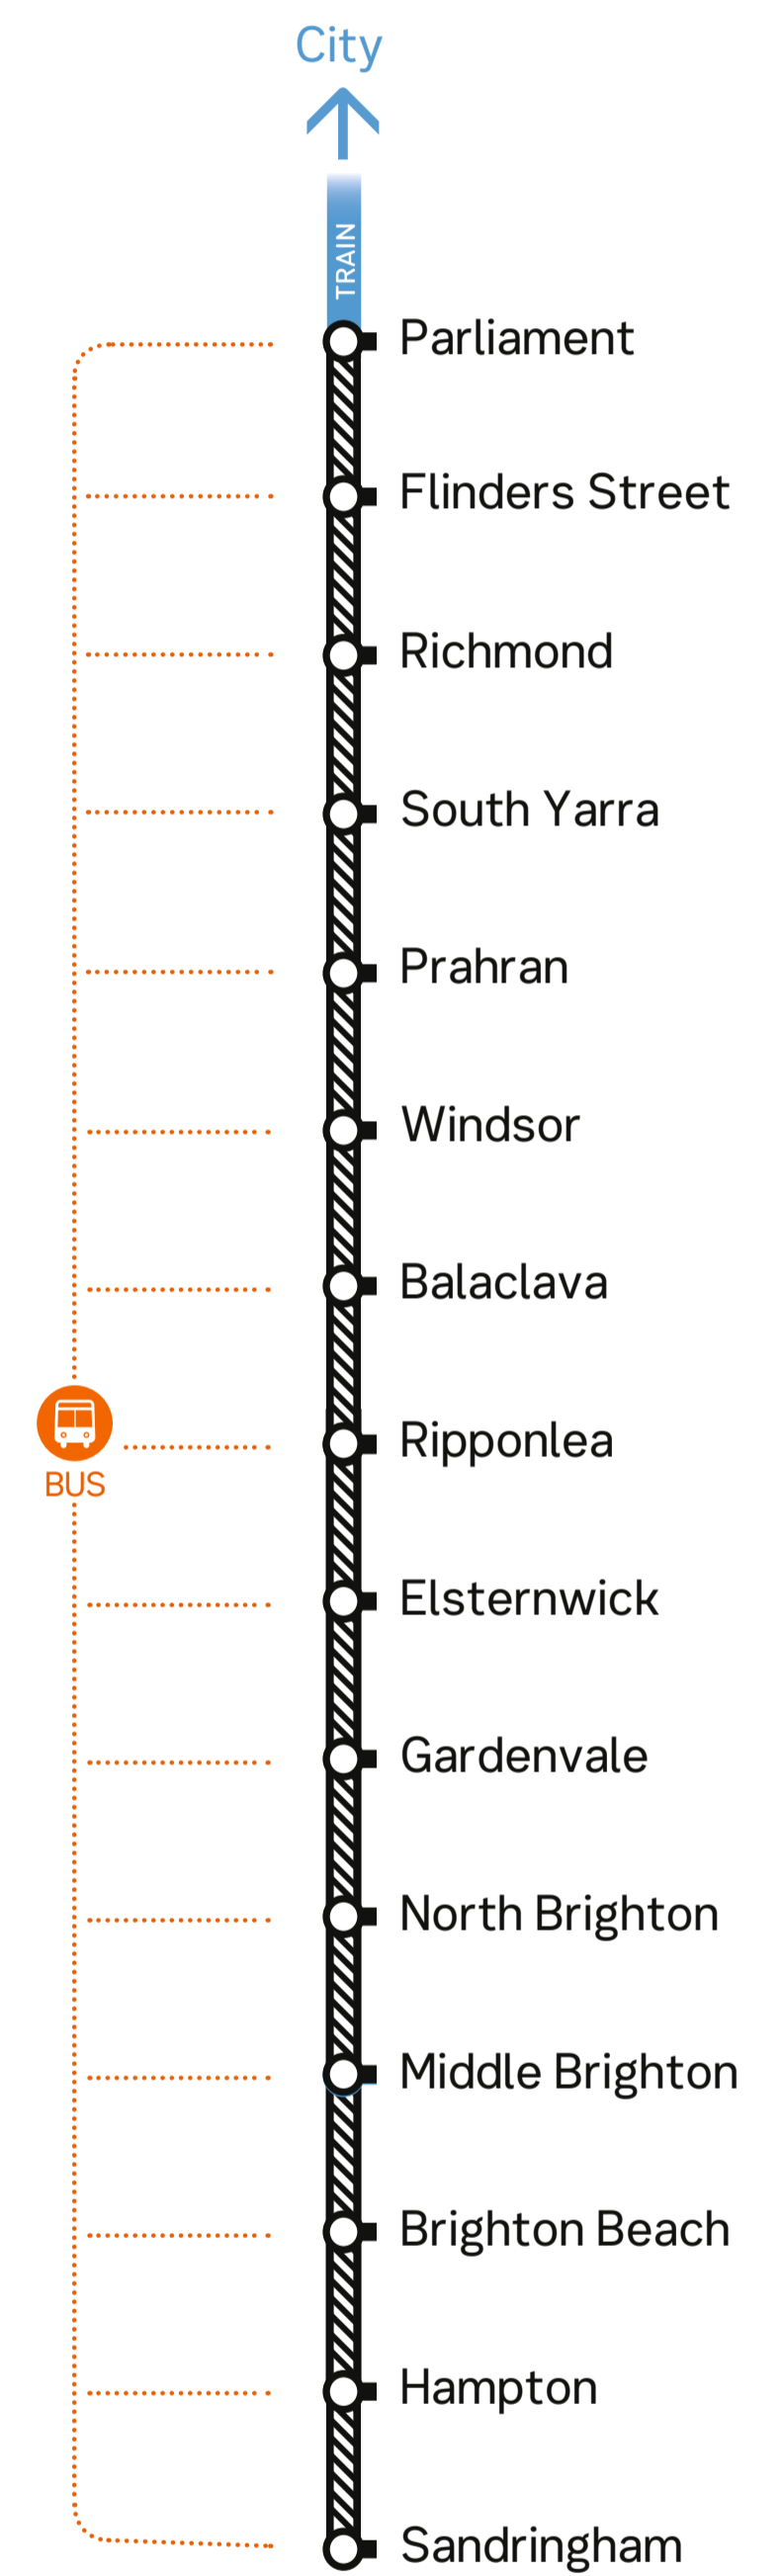 City
TRAIN
Parliament
Flinders Street
Richmond
South Yarra
Prahran
Windsor
Balaclava
Ripponlea
BUS
Elsternwick
Gardenvale
North Brighton
Middle Brighton
Brighton Beach
Hampton
Sandringham